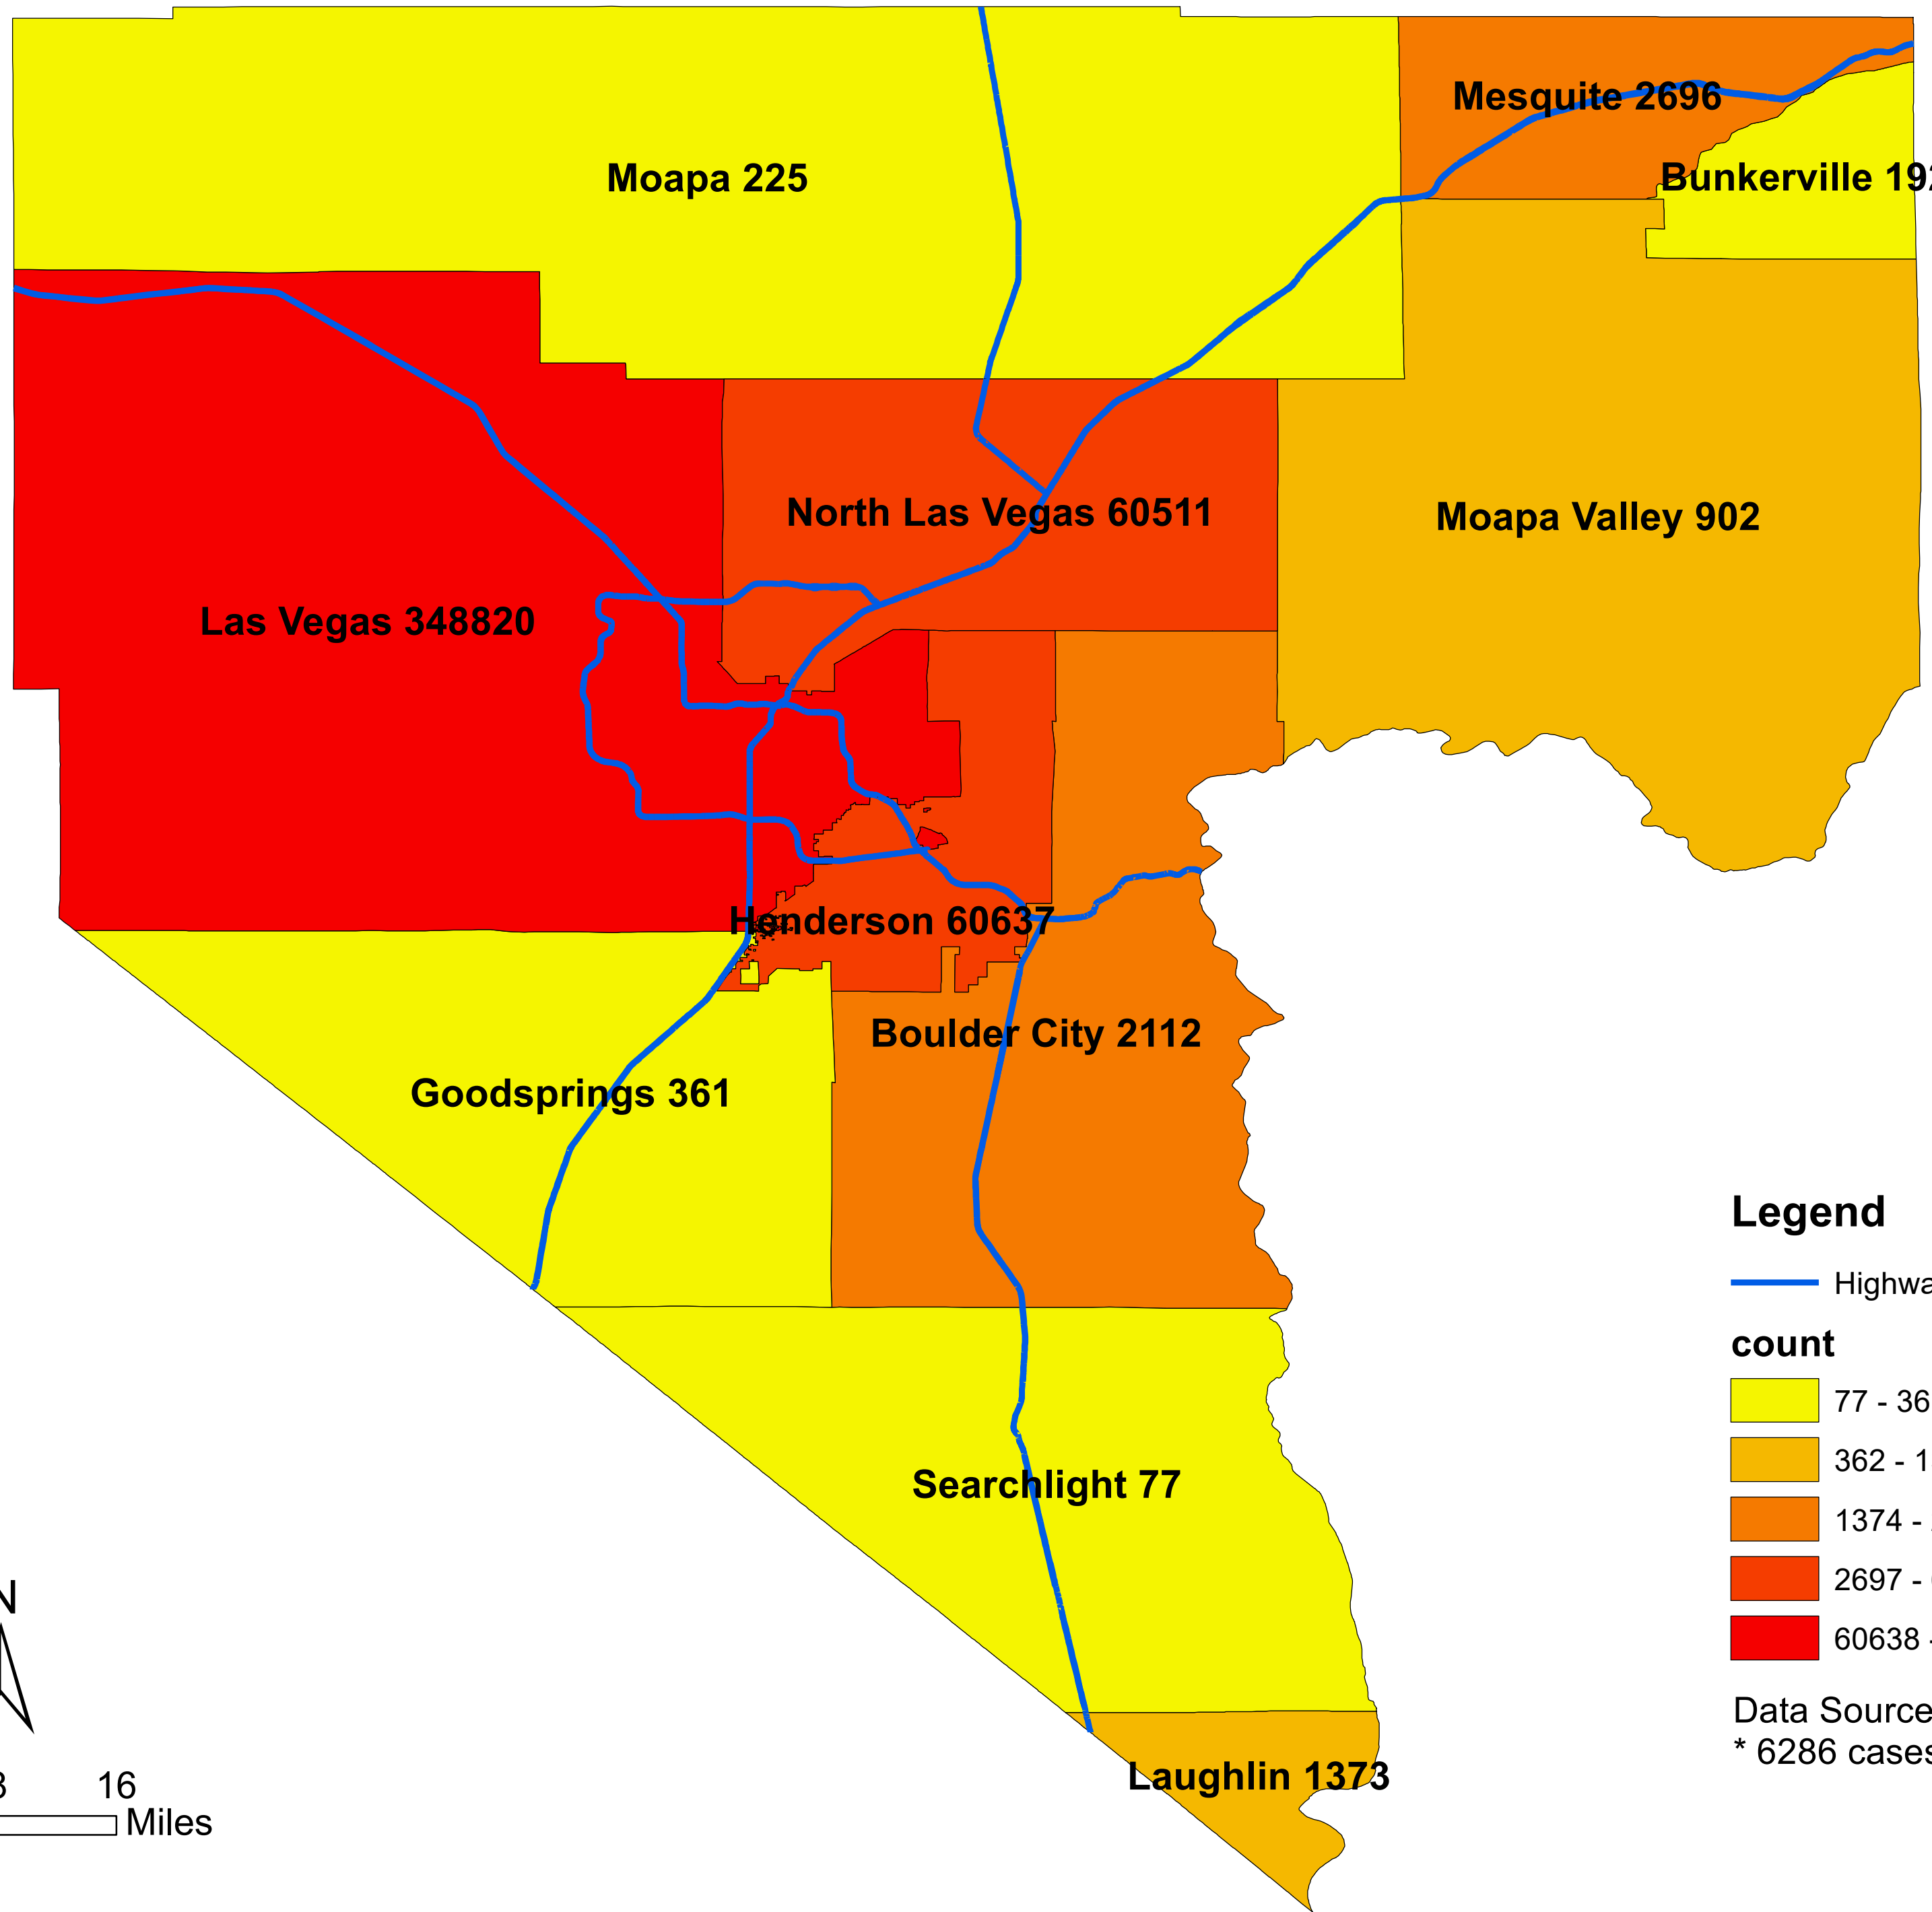 Mesquite 2696
Moapa 225
Bunkerville
North Las Vegas 60511
Moapa Valley 902
Las Vegas 348820
Henderson 60637
Boulder City 2112
Goodsprings 361
Searchlight 77
Laughlin 1373
Legend
count
77 - 36
362 - 1
1374 -
2697 -
60638 -
Data Source
* 6286 cases
N
16
Miles